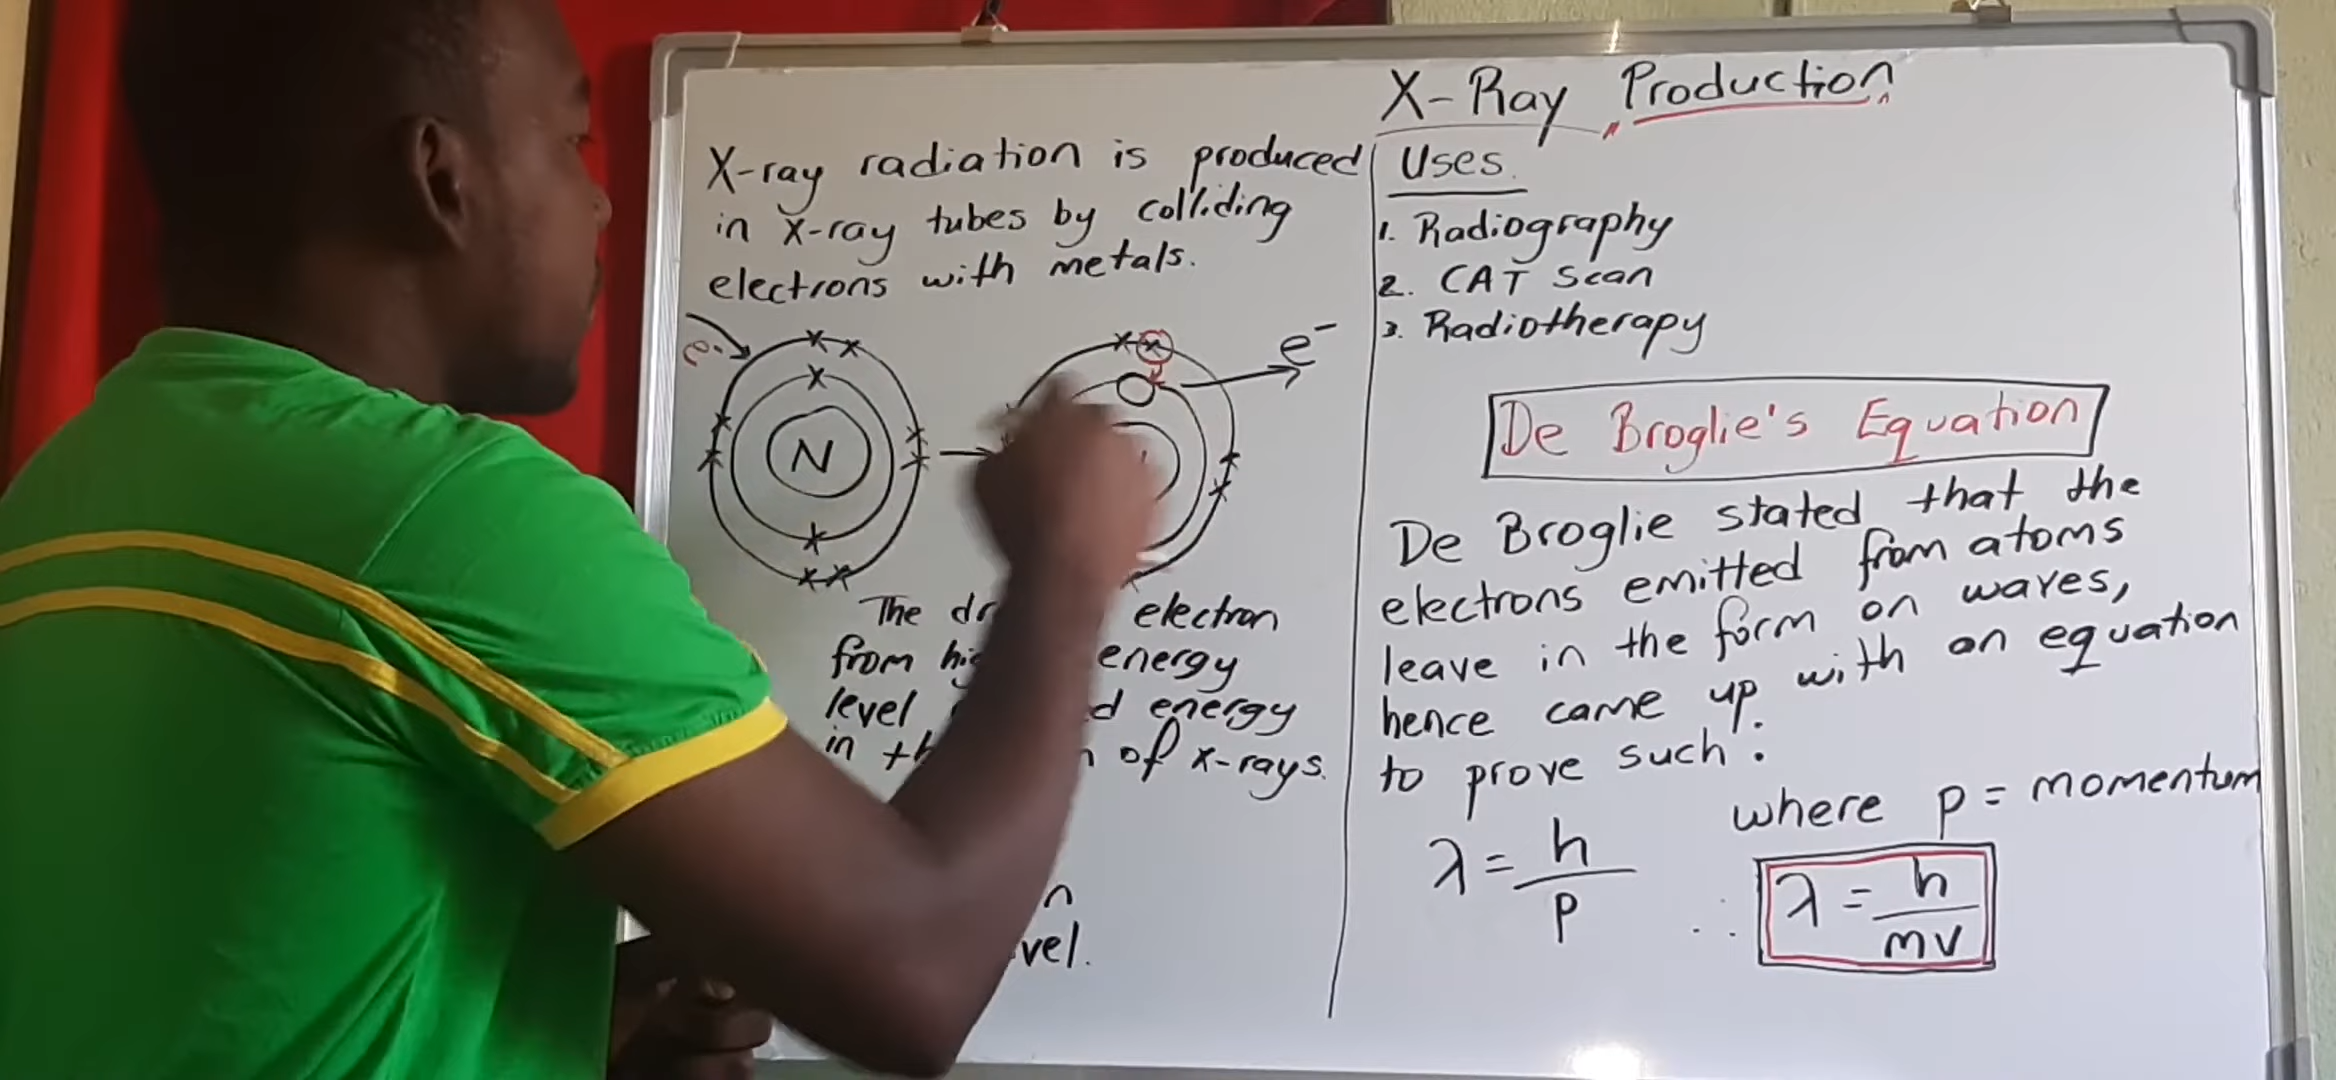 X-Ray Production
X-ray radiation is produced
in x-ray tubes by colliding
electrons with metals.
e-
N
e-
The electron
from energy
level energy
in of x-rays.
Uses
1. Radiography
2. CAT Scan
3. Radiotherapy
De Broglie's Equation
De Broglie stated that the
electrons emitted from atoms
leave in the form on waves,
hence came up with an equation
to prove such:
where p = momentum
λ = h/p
∴ λ = h/mv